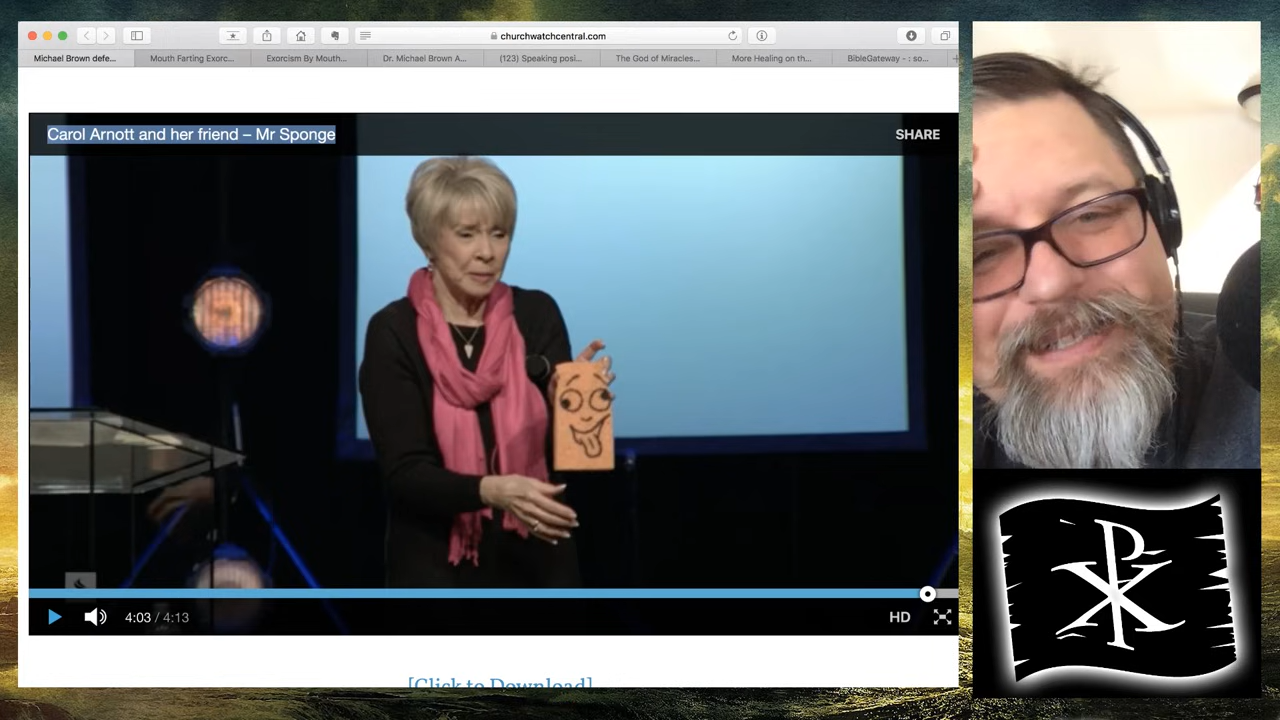 churchwatchcentral.com
Michael Brown defe...
Mouth Farting Exorc...
Exorcism By Mouth...
Dr. Michael Brown A...
(123) Speaking posi...
The God of Miracles...
More Healing on th...
BibleGateway - : so...
Carol Arnott and her friend – Mr Sponge
SHARE
4:03 / 4:13
HD
[Click to Download]